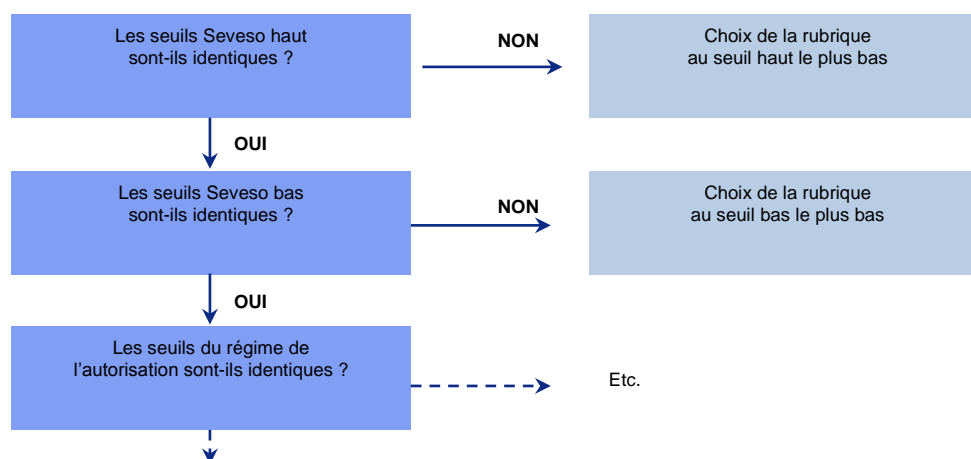 Les seuils Seveso haut
sont-ils identiques ?
NON
Choix de la rubrique
au seuil haut le plus bas
OUI
Les seuils Seveso bas
sont-ils identiques ?
NON
Choix de la rubrique
au seuil bas le plus bas
OUI
Les seuils du régime de
l'autorisation sont-ils identiques ?
Etc.